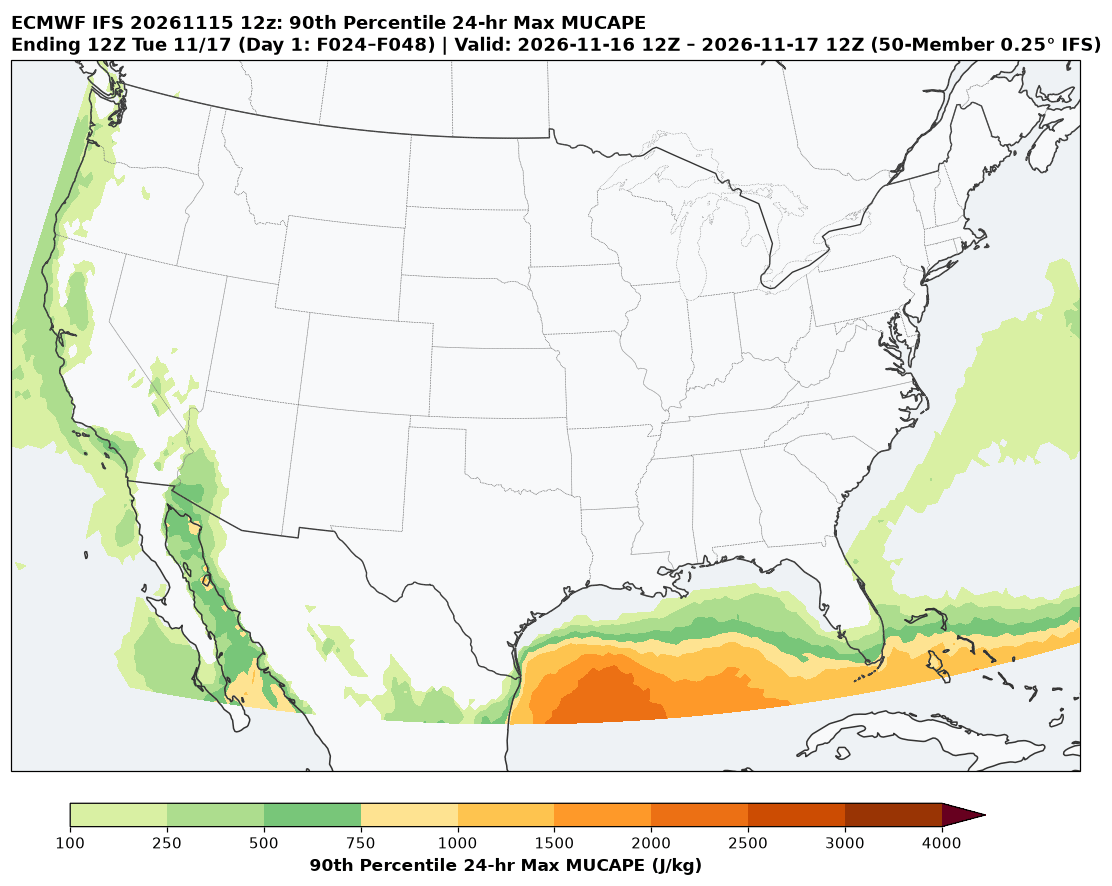 ECMWF IFS 20261115 12z: 90th Percentile 24-hr Max MUCAPE
Ending 12Z Tue 11/17 (Day 1: F024–F048) | Valid: 2026-11-16 12Z – 2026-11-17 12Z (50-Member 0.25° IFS)
100 250 500 750 1000 1500 2000 2500 3000 4000
90th Percentile 24-hr Max MUCAPE (J/kg)